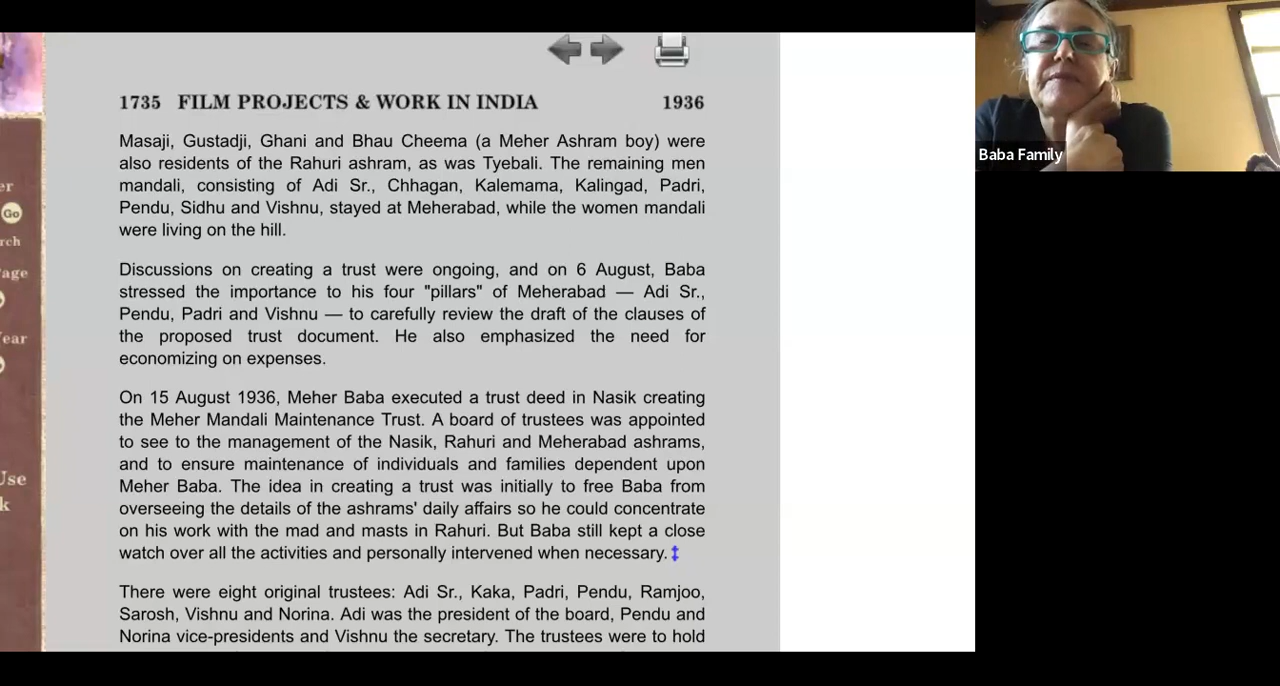 1735 FILM PROJECTS & WORK IN INDIA 1936
Masaji, Gustadji, Ghani and Bhau Cheema (a Meher Ashram boy) were
also residents of the Rahuri ashram, as was Tyebali. The remaining men
mandali, consisting of Adi Sr., Chhagan, Kalemama, Kalingad, Padri,
Pendu, Sidhu and Vishnu, stayed at Meherabad, while the women mandali
were living on the hill.
Discussions on creating a trust were ongoing, and on 6 August, Baba
stressed the importance to his four "pillars" of Meherabad — Adi Sr.,
Pendu, Padri and Vishnu — to carefully review the draft of the clauses of
the proposed trust document. He also emphasized the need for
economizing on expenses.
On 15 August 1936, Meher Baba executed a trust deed in Nasik creating
the Meher Mandali Maintenance Trust. A board of trustees was appointed
to see to the management of the Nasik, Rahuri and Meherabad ashrams,
and to ensure maintenance of individuals and families dependent upon
Meher Baba. The idea in creating a trust was initially to free Baba from
overseeing the details of the ashrams' daily affairs so he could concentrate
on his work with the mad and masts in Rahuri. But Baba still kept a close
watch over all the activities and personally intervened when necessary.‡
There were eight original trustees: Adi Sr., Kaka, Padri, Pendu, Ramjoo,
Sarosh, Vishnu and Norina. Adi was the president of the board, Pendu and
Norina vice-presidents and Vishnu the secretary. The trustees were to hold
er
Go
rch
age
ear
Use
k
Baba Family